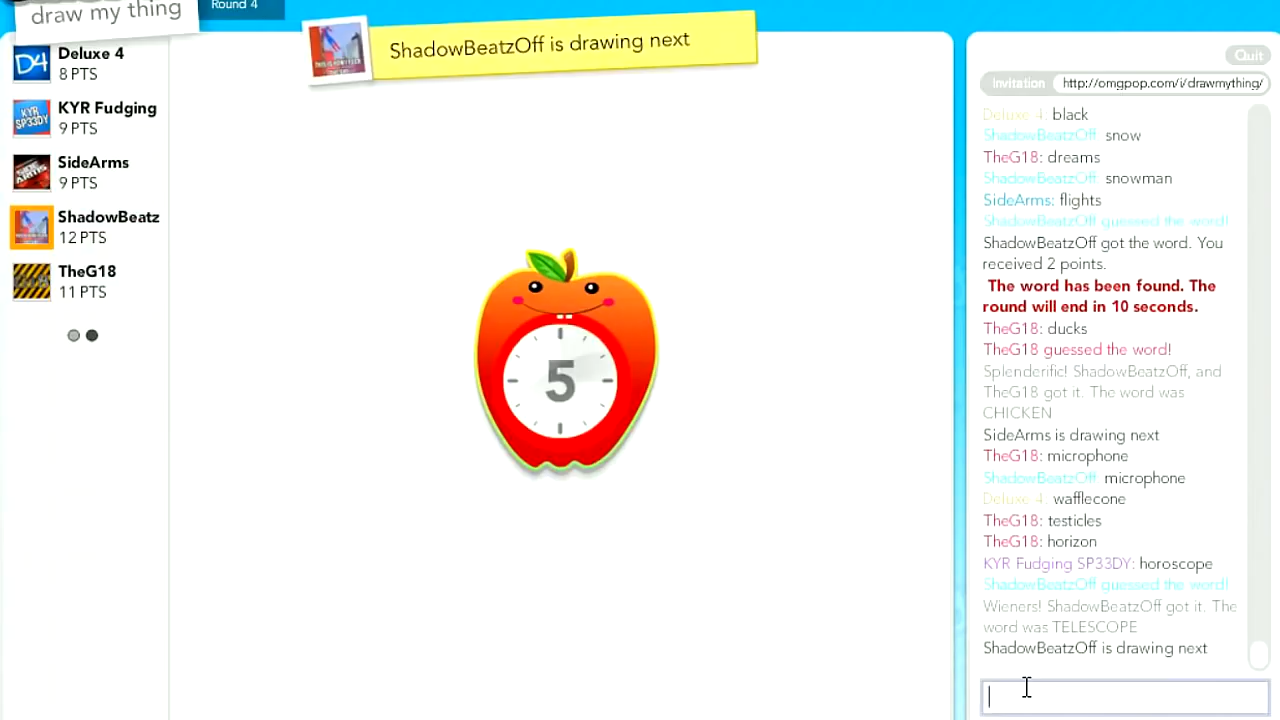 draw my thing
Round 4
ShadowBeatzOff is drawing next
Deluxe 4
8 PTS
KYR Fudging
9 PTS
SideArms
9 PTS
ShadowBeatz
12 PTS
TheG18
11 PTS
D4
KYR
SP33DY
5
Quit
Invitation http://omgpop.com/i/drawmything/
Deluxe 4: black
ShadowBeatzOff: snow
TheG18: dreams
ShadowBeatzOff: snowman
SideArms: flights
ShadowBeatzOff guessed the word!
ShadowBeatzOff got the word. You
received 2 points.
The word has been found. The
round will end in 10 seconds.
TheG18: ducks
TheG18 guessed the word!
Splenderific! ShadowBeatzOff, and
TheG18 got it. The word was
CHICKEN
SideArms is drawing next
TheG18: microphone
ShadowBeatzOff: microphone
Deluxe 4: wafflecone
TheG18: testicles
TheG18: horizon
KYR Fudging SP33DY: horoscope
ShadowBeatzOff guessed the word!
Wieners! ShadowBeatzOff got it. The
word was TELESCOPE
ShadowBeatzOff is drawing next